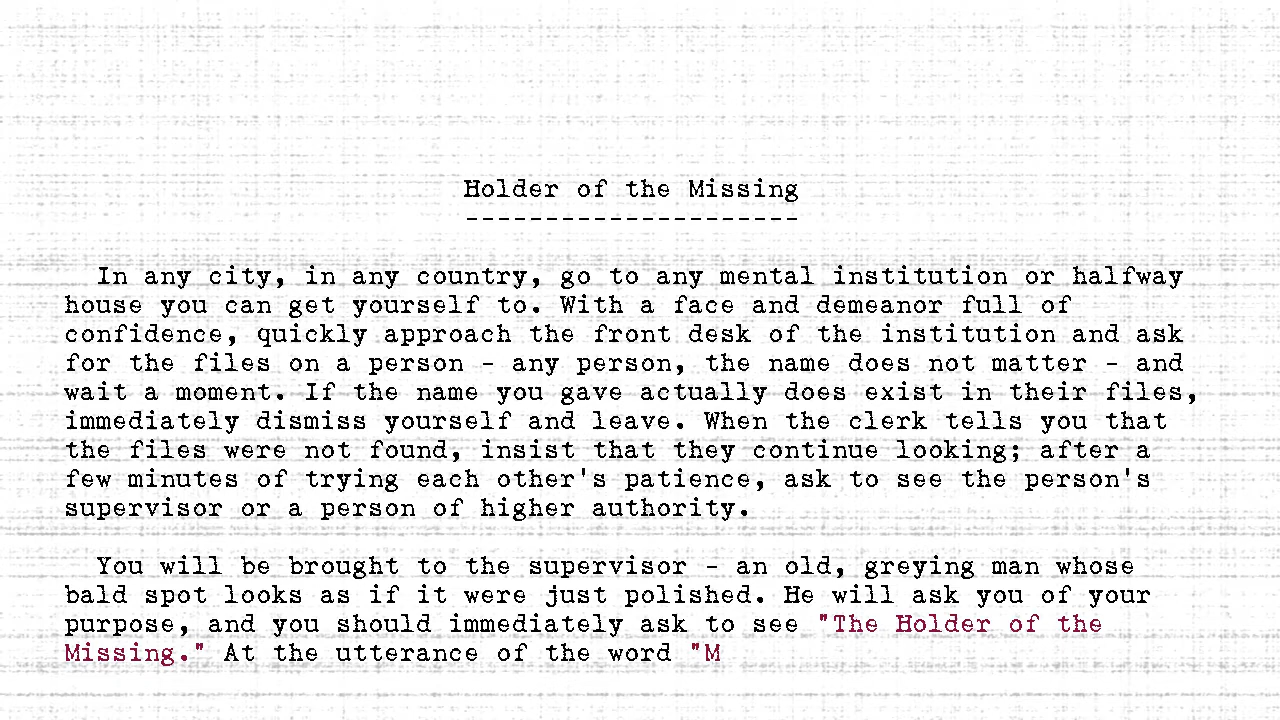 Holder of the Missing
---------------------
In any city, in any country, go to any mental institution or halfway
house you can get yourself to. With a face and demeanor full of
confidence, quickly approach the front desk of the institution and ask
for the files on a person - any person, the name does not matter - and
wait a moment. If the name you gave actually does exist in their files,
immediately dismiss yourself and leave. When the clerk tells you that
the files were not found, insist that they continue looking; after a
few minutes of trying each other's patience, ask to see the person's
supervisor or a person of higher authority.
You will be brought to the supervisor - an old, greying man whose
bald spot looks as if it were just polished. He will ask you of your
purpose, and you should immediately ask to see "The Holder of the
Missing." At the utterance of the word "M